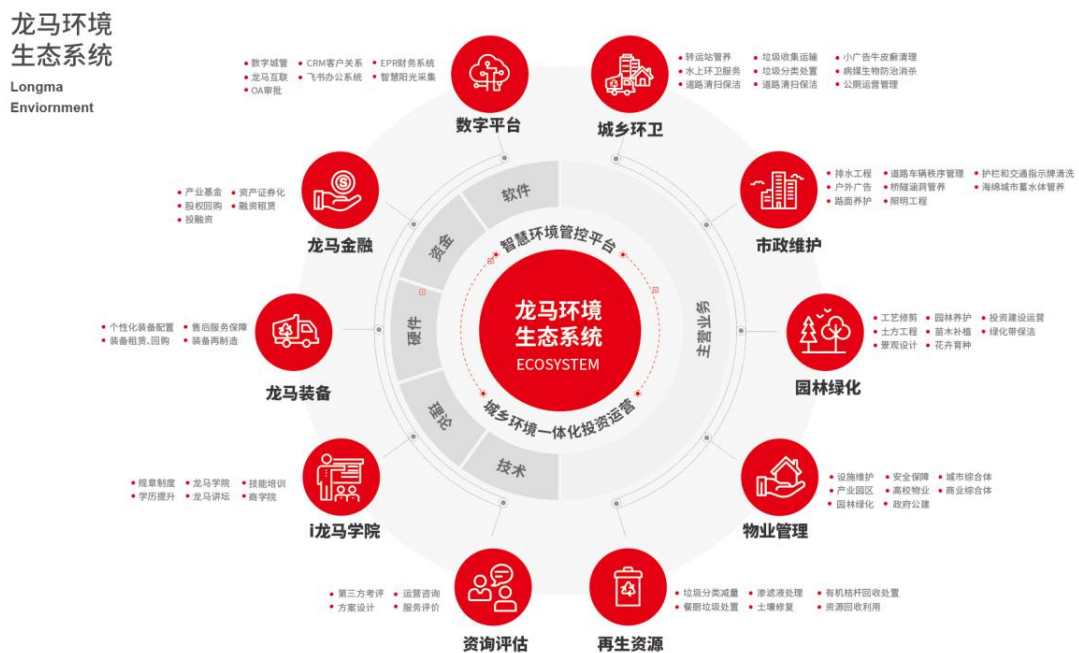 龙马环境
生态系统
Longma
Enviornment
数字城管 CRM客户关系 EPR财务系统
龙马互联 飞书办公系统 智慧阳光采集
OA审批
数字平台
转运站管养 垃圾收集运输 小广告牛皮癣清理
水上环卫服务 垃圾分类处置 病媒生物防治消杀
道路清扫保洁 道路清扫保洁 公厕运营管理
城乡环卫
产业基金 资产证券化
股权回购 融资租赁
投融资
龙马金融
排水工程 道路车辆秩序管理 护栏和交通指示牌清洗
户外广告 桥隧涵洞管养 海绵城市蓄水体管养
路面养护 照明工程
市政维护
个性化装备配置 售后服务保障
装备租赁、回购 装备再制造
龙马装备
工艺修剪 园林养护 投资建设运营
土方工程 苗木补植 绿化带保洁
景观设计 花卉育种
园林绿化
规章制度 龙马学院 技能培训
学历提升 龙马讲坛 商学院
i龙马学院
设施维护 安全保障 城市综合体
产业园区 高校物业 商业综合体
园林绿化 政府公建
物业管理
第三方考评 运营咨询
方案设计 服务评价
资询评估
垃圾分类减量 渗滤液处理 有机桔杆回收处置
餐厨垃圾处置 土壤修复 资源回收利用
再生资源
软件
资金
硬件
理论
技术
主营业务
智慧环境管控平台
龙马环境
生态系统
ECOSYSTEM
城乡环境一体化投资运营